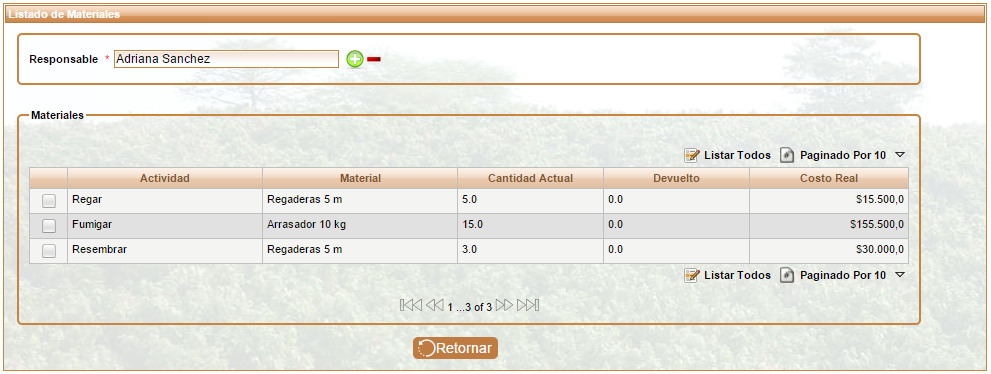 Listado de Materiales
Responsable * Adriana Sanchez
Materiales
Listar Todos Paginado Por 10
Actividad Material Cantidad Actual Devuelto Costo Real
Regar Regaderas 5 m 5.0 0.0 $15.500,0
Fumigar Arrasador 10 kg 15.0 0.0 $155.500,0
Resembrar Regaderas 5 m 3.0 0.0 $30.000,0
Listar Todos Paginado Por 10
1 ...3 of 3
Retornar